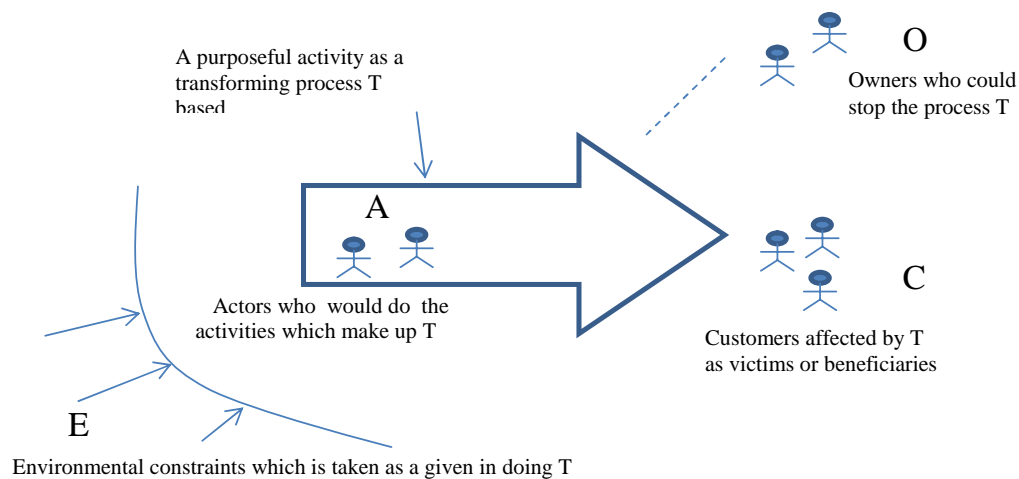 A purposeful activity as a
transforming process T
based
O
Owners who could
stop the process T
A
Actors who would do the
activities which make up T
C
Customers affected by T
as victims or beneficiaries
E
Environmental constraints which is taken as a given in doing T